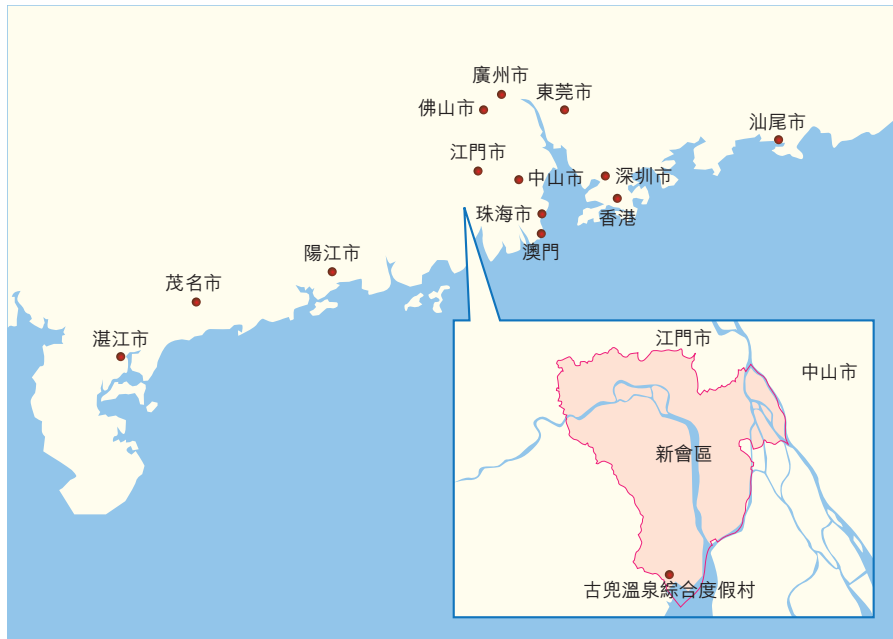 廣州市
佛山市
東莞市
汕尾市
江門市
中山市
深圳市
珠海市
香港
澳門
陽江市
茂名市
湛江市
江門市
中山市
新會區
古兜溫泉綜合度假村